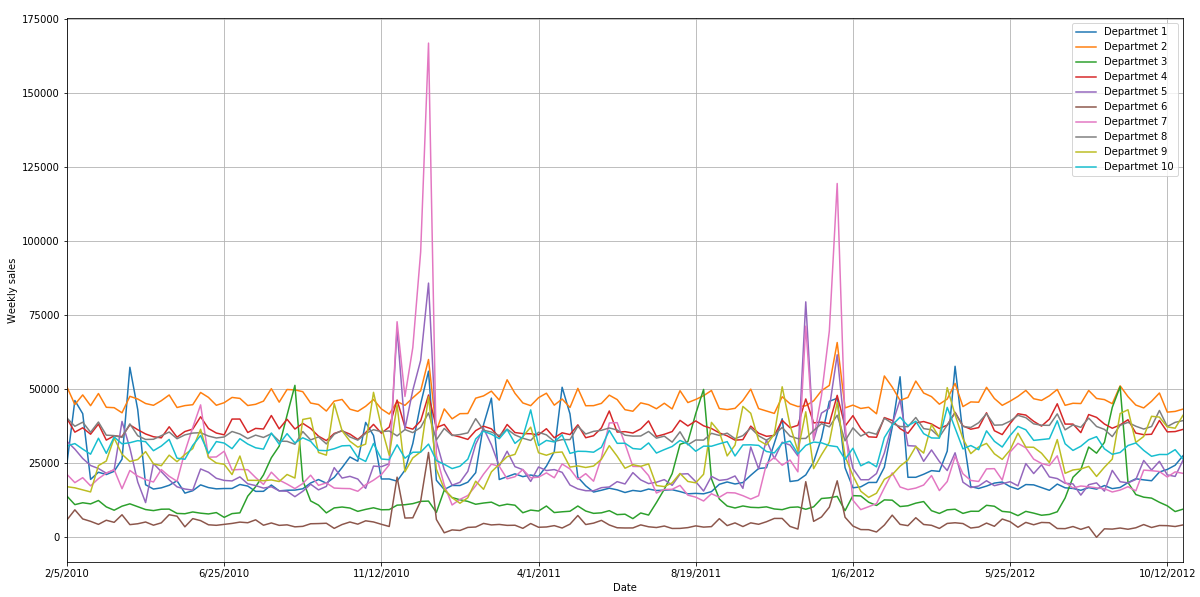 175000
150000
125000
100000
75000
50000
25000
0
Weekly sales
2/5/2010
6/25/2010
11/12/2010
4/1/2011
8/19/2011
1/6/2012
5/25/2012
10/12/2012
Date
Departmet 1
Departmet 2
Departmet 3
Departmet 4
Departmet 5
Departmet 6
Departmet 7
Departmet 8
Departmet 9
Departmet 10